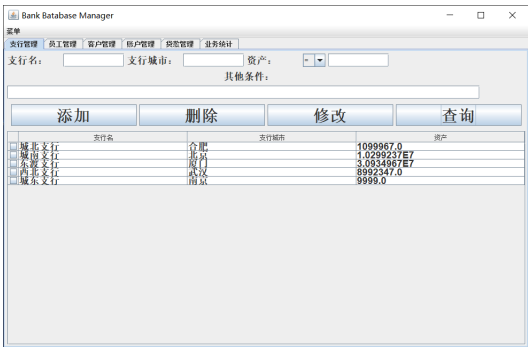 Bank Batabase Manager
菜单
支行管理 员工管理 客户管理 账户管理 贷款管理 业务统计
支行名： 支行城市： 资产： =
其他条件：
添加 删除 修改 查询
支行名 支行城市 资产
城北支行 合肥 1099967.0
城南支行 北京 1.0299237E7
东渡支行 厦门 3.0934967E7
西北支行 武汉 8992347.0
城东支行 南京 9999.0